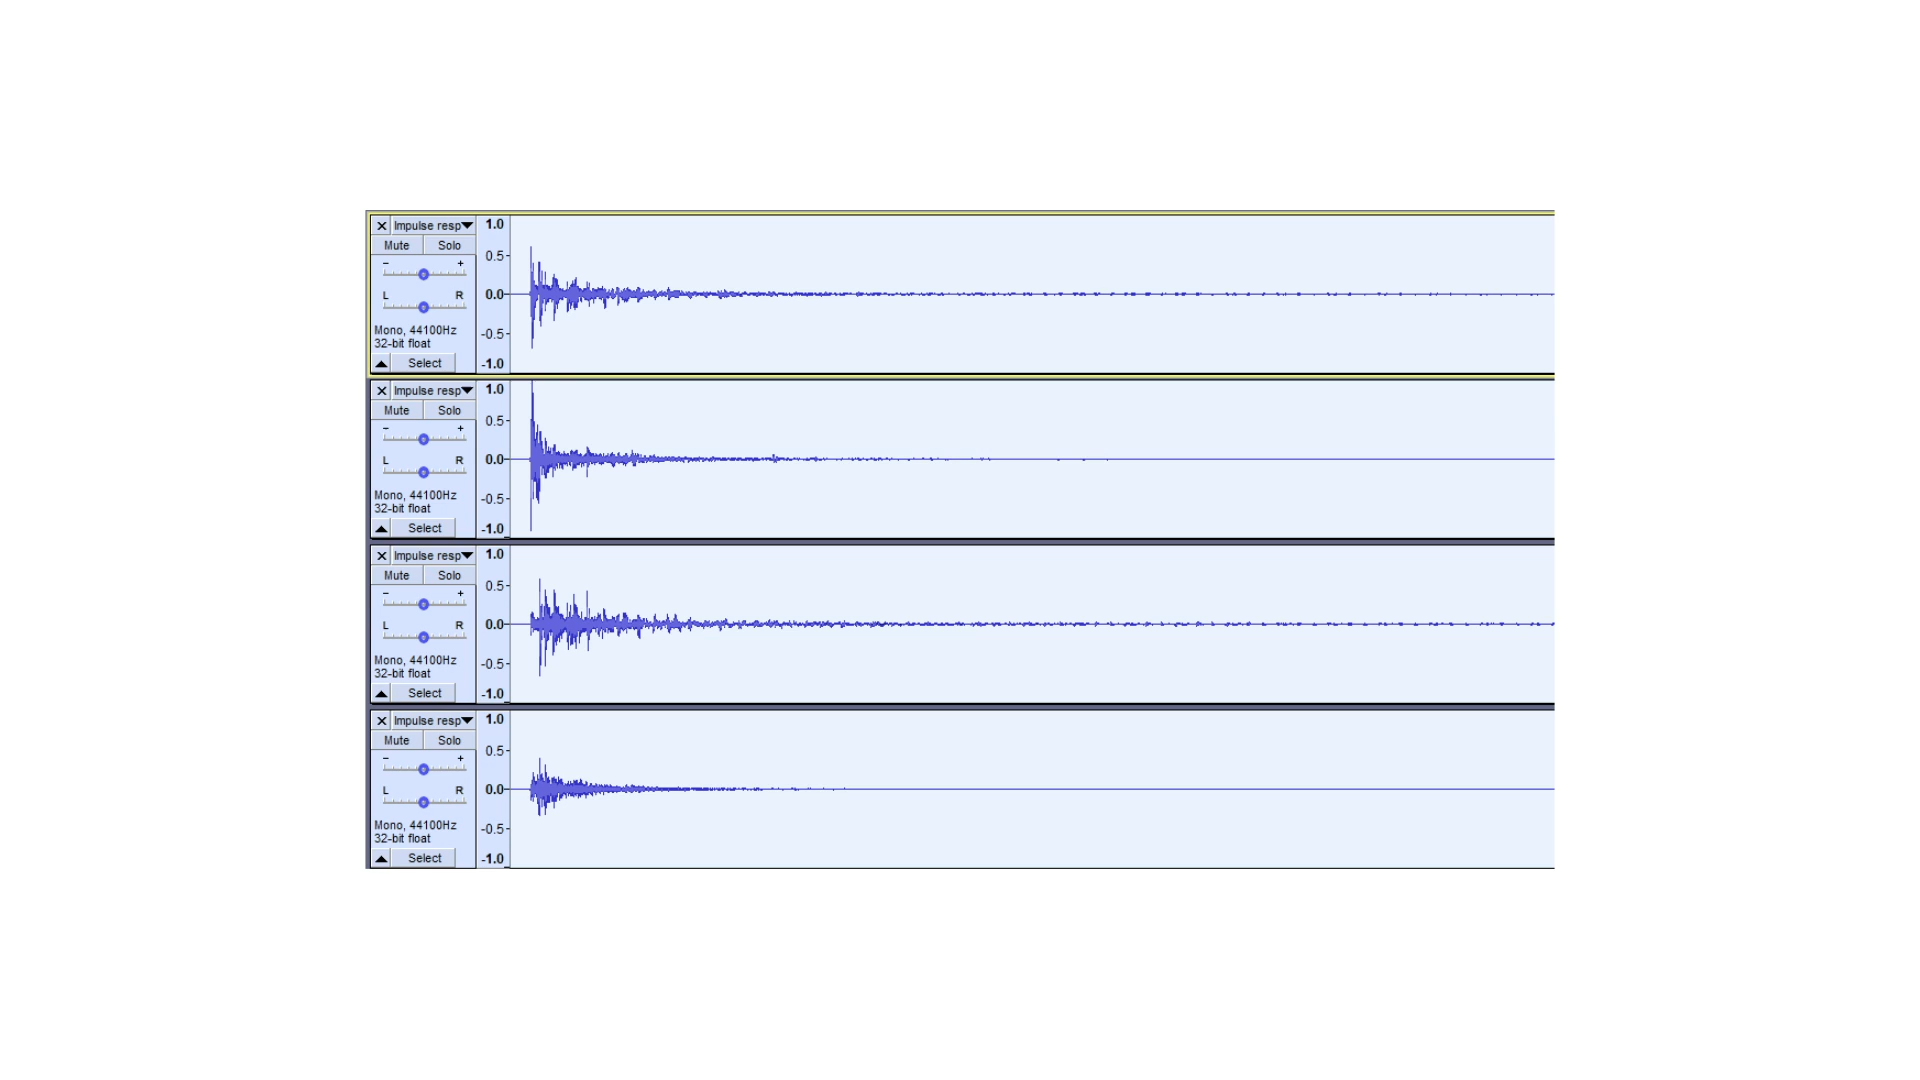 X Impulse resp
Mute Solo
- +
L R
Mono, 44100Hz
32-bit float
Select
1.0
0.5-
0.0-
-0.5-
-1.0
X Impulse resp
Mute Solo
- +
L R
Mono, 44100Hz
32-bit float
Select
1.0
0.5-
0.0-
-0.5-
-1.0
X Impulse resp
Mute Solo
- +
L R
Mono, 44100Hz
32-bit float
Select
1.0
0.5-
0.0-
-0.5-
-1.0
X Impulse resp
Mute Solo
- +
L R
Mono, 44100Hz
32-bit float
Select
1.0
0.5-
0.0-
-0.5-
-1.0